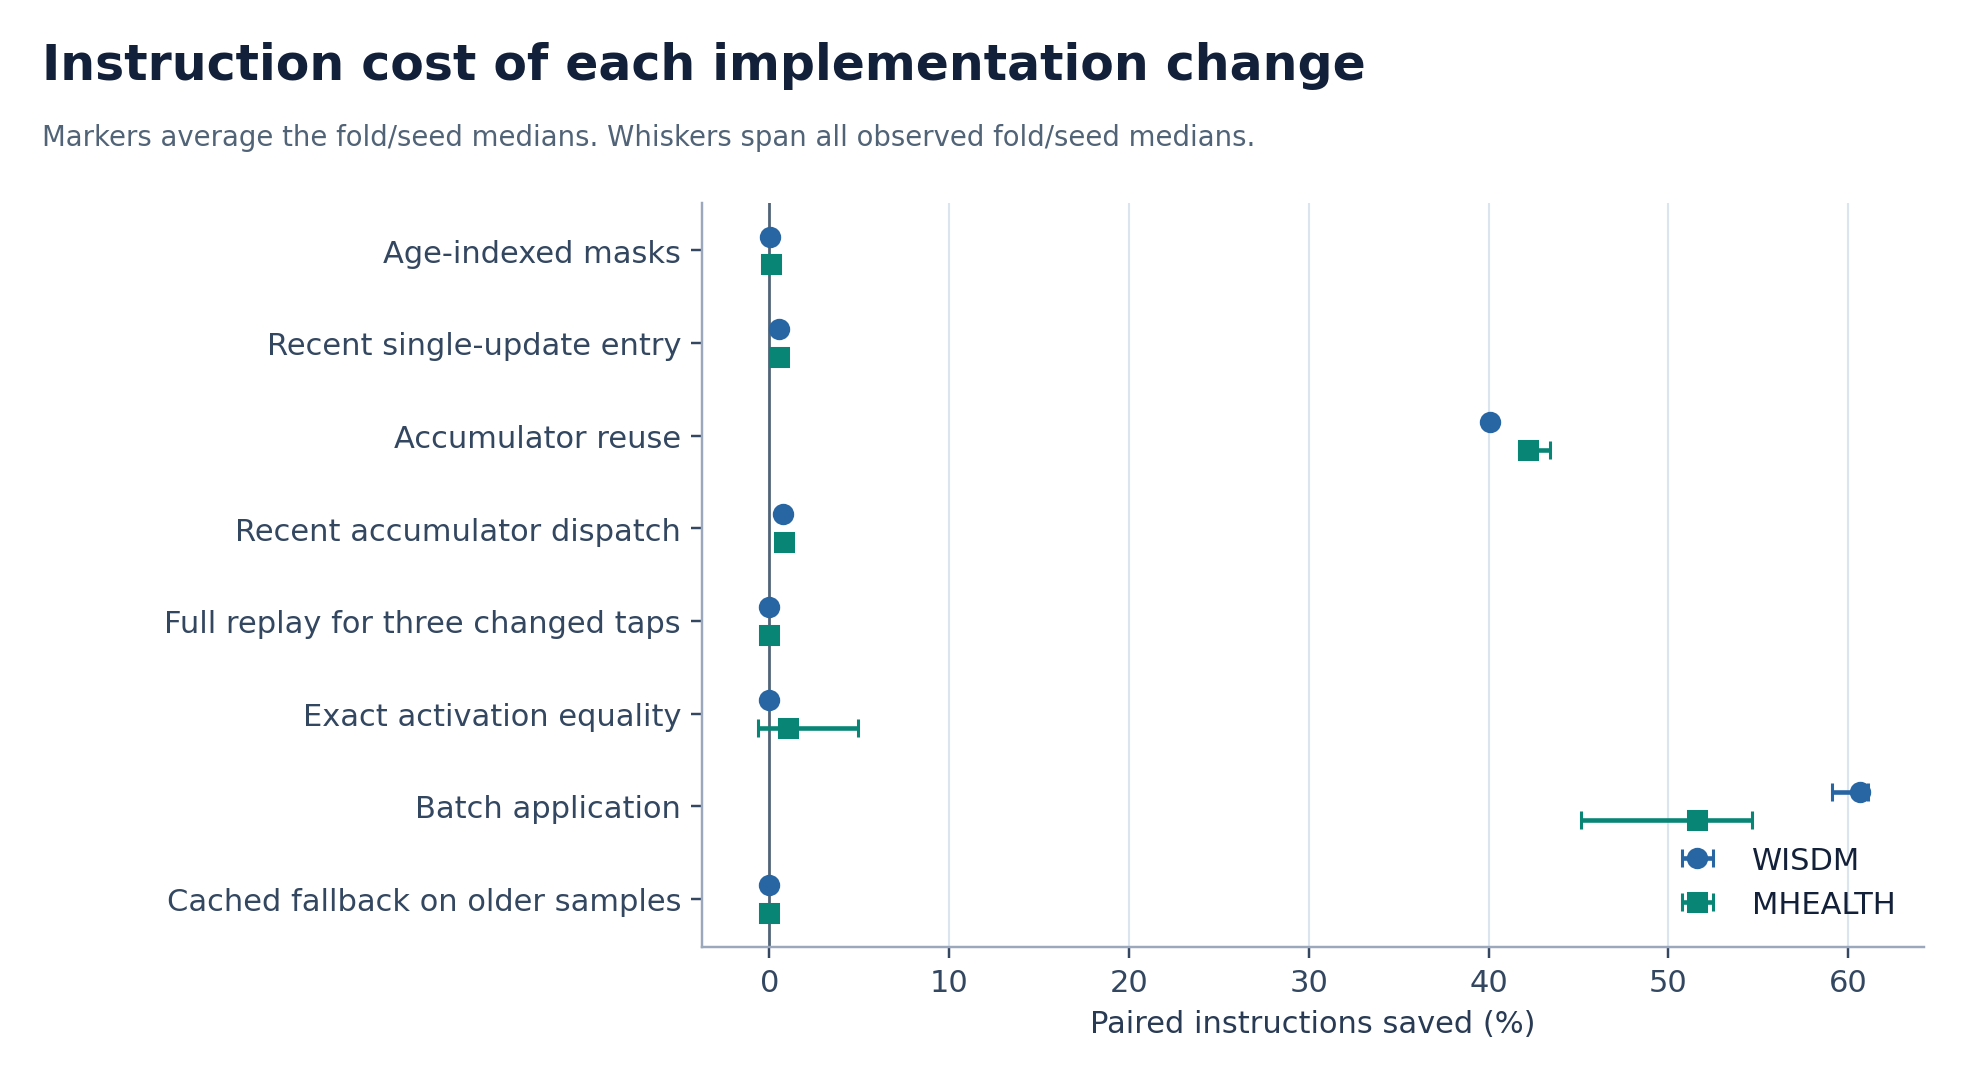 Instruction cost of each implementation change
Markers average the fold/seed medians. Whiskers span all observed fold/seed medians.
Age-indexed masks
Recent single-update entry
Accumulator reuse
Recent accumulator dispatch
Full replay for three changed taps
Exact activation equality
Batch application
Cached fallback on older samples
WISDM
MHEALTH
0 10 20 30 40 50 60
Paired instructions saved (%)